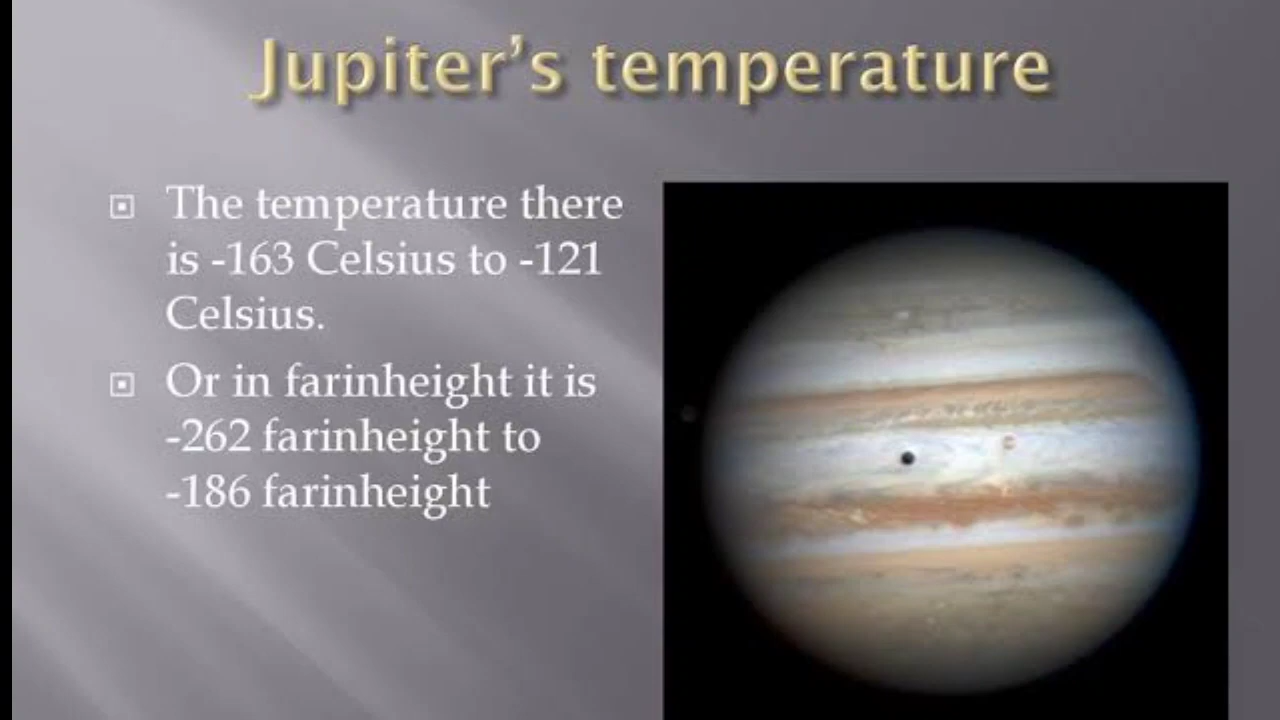 Jupiter’s temperature
The temperature there
is -163 Celsius to -121
Celsius.
Or in farinheight it is
-262 farinheight to
-186 farinheight